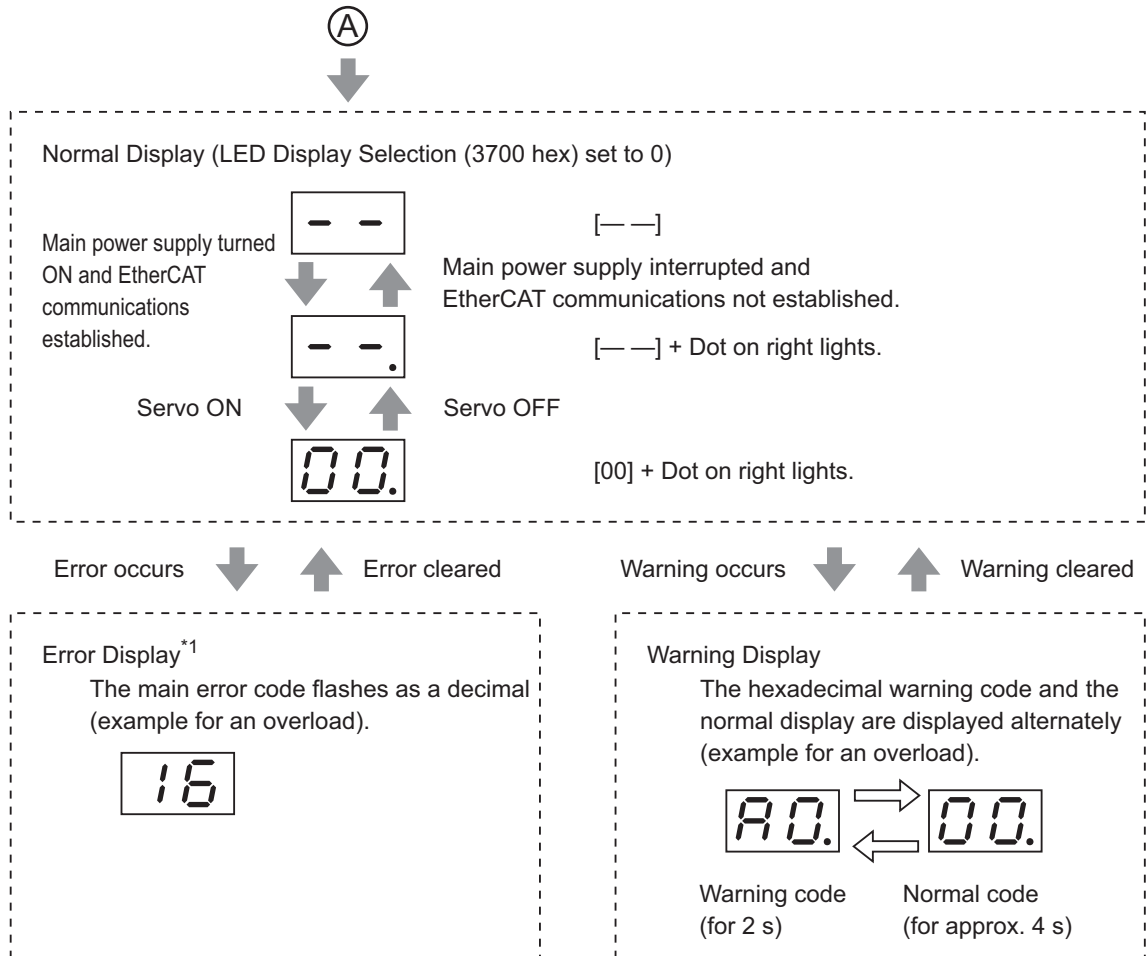 A
Normal Display (LED Display Selection (3700 hex) set to 0)
– –
[— —]
Main power supply turned
ON and EtherCAT
communications
established.
Main power supply interrupted and
EtherCAT communications not established.
– –.
[— —] + Dot on right lights.
Servo ON
Servo OFF
00.
[00] + Dot on right lights.
Error occurs
Error cleared
Warning occurs
Warning cleared
Error Display*1
The main error code flashes as a decimal
(example for an overload).
16
Warning Display
The hexadecimal warning code and the
normal display are displayed alternately
(example for an overload).
A0.
00.
Warning code
(for 2 s)
Normal code
(for approx. 4 s)